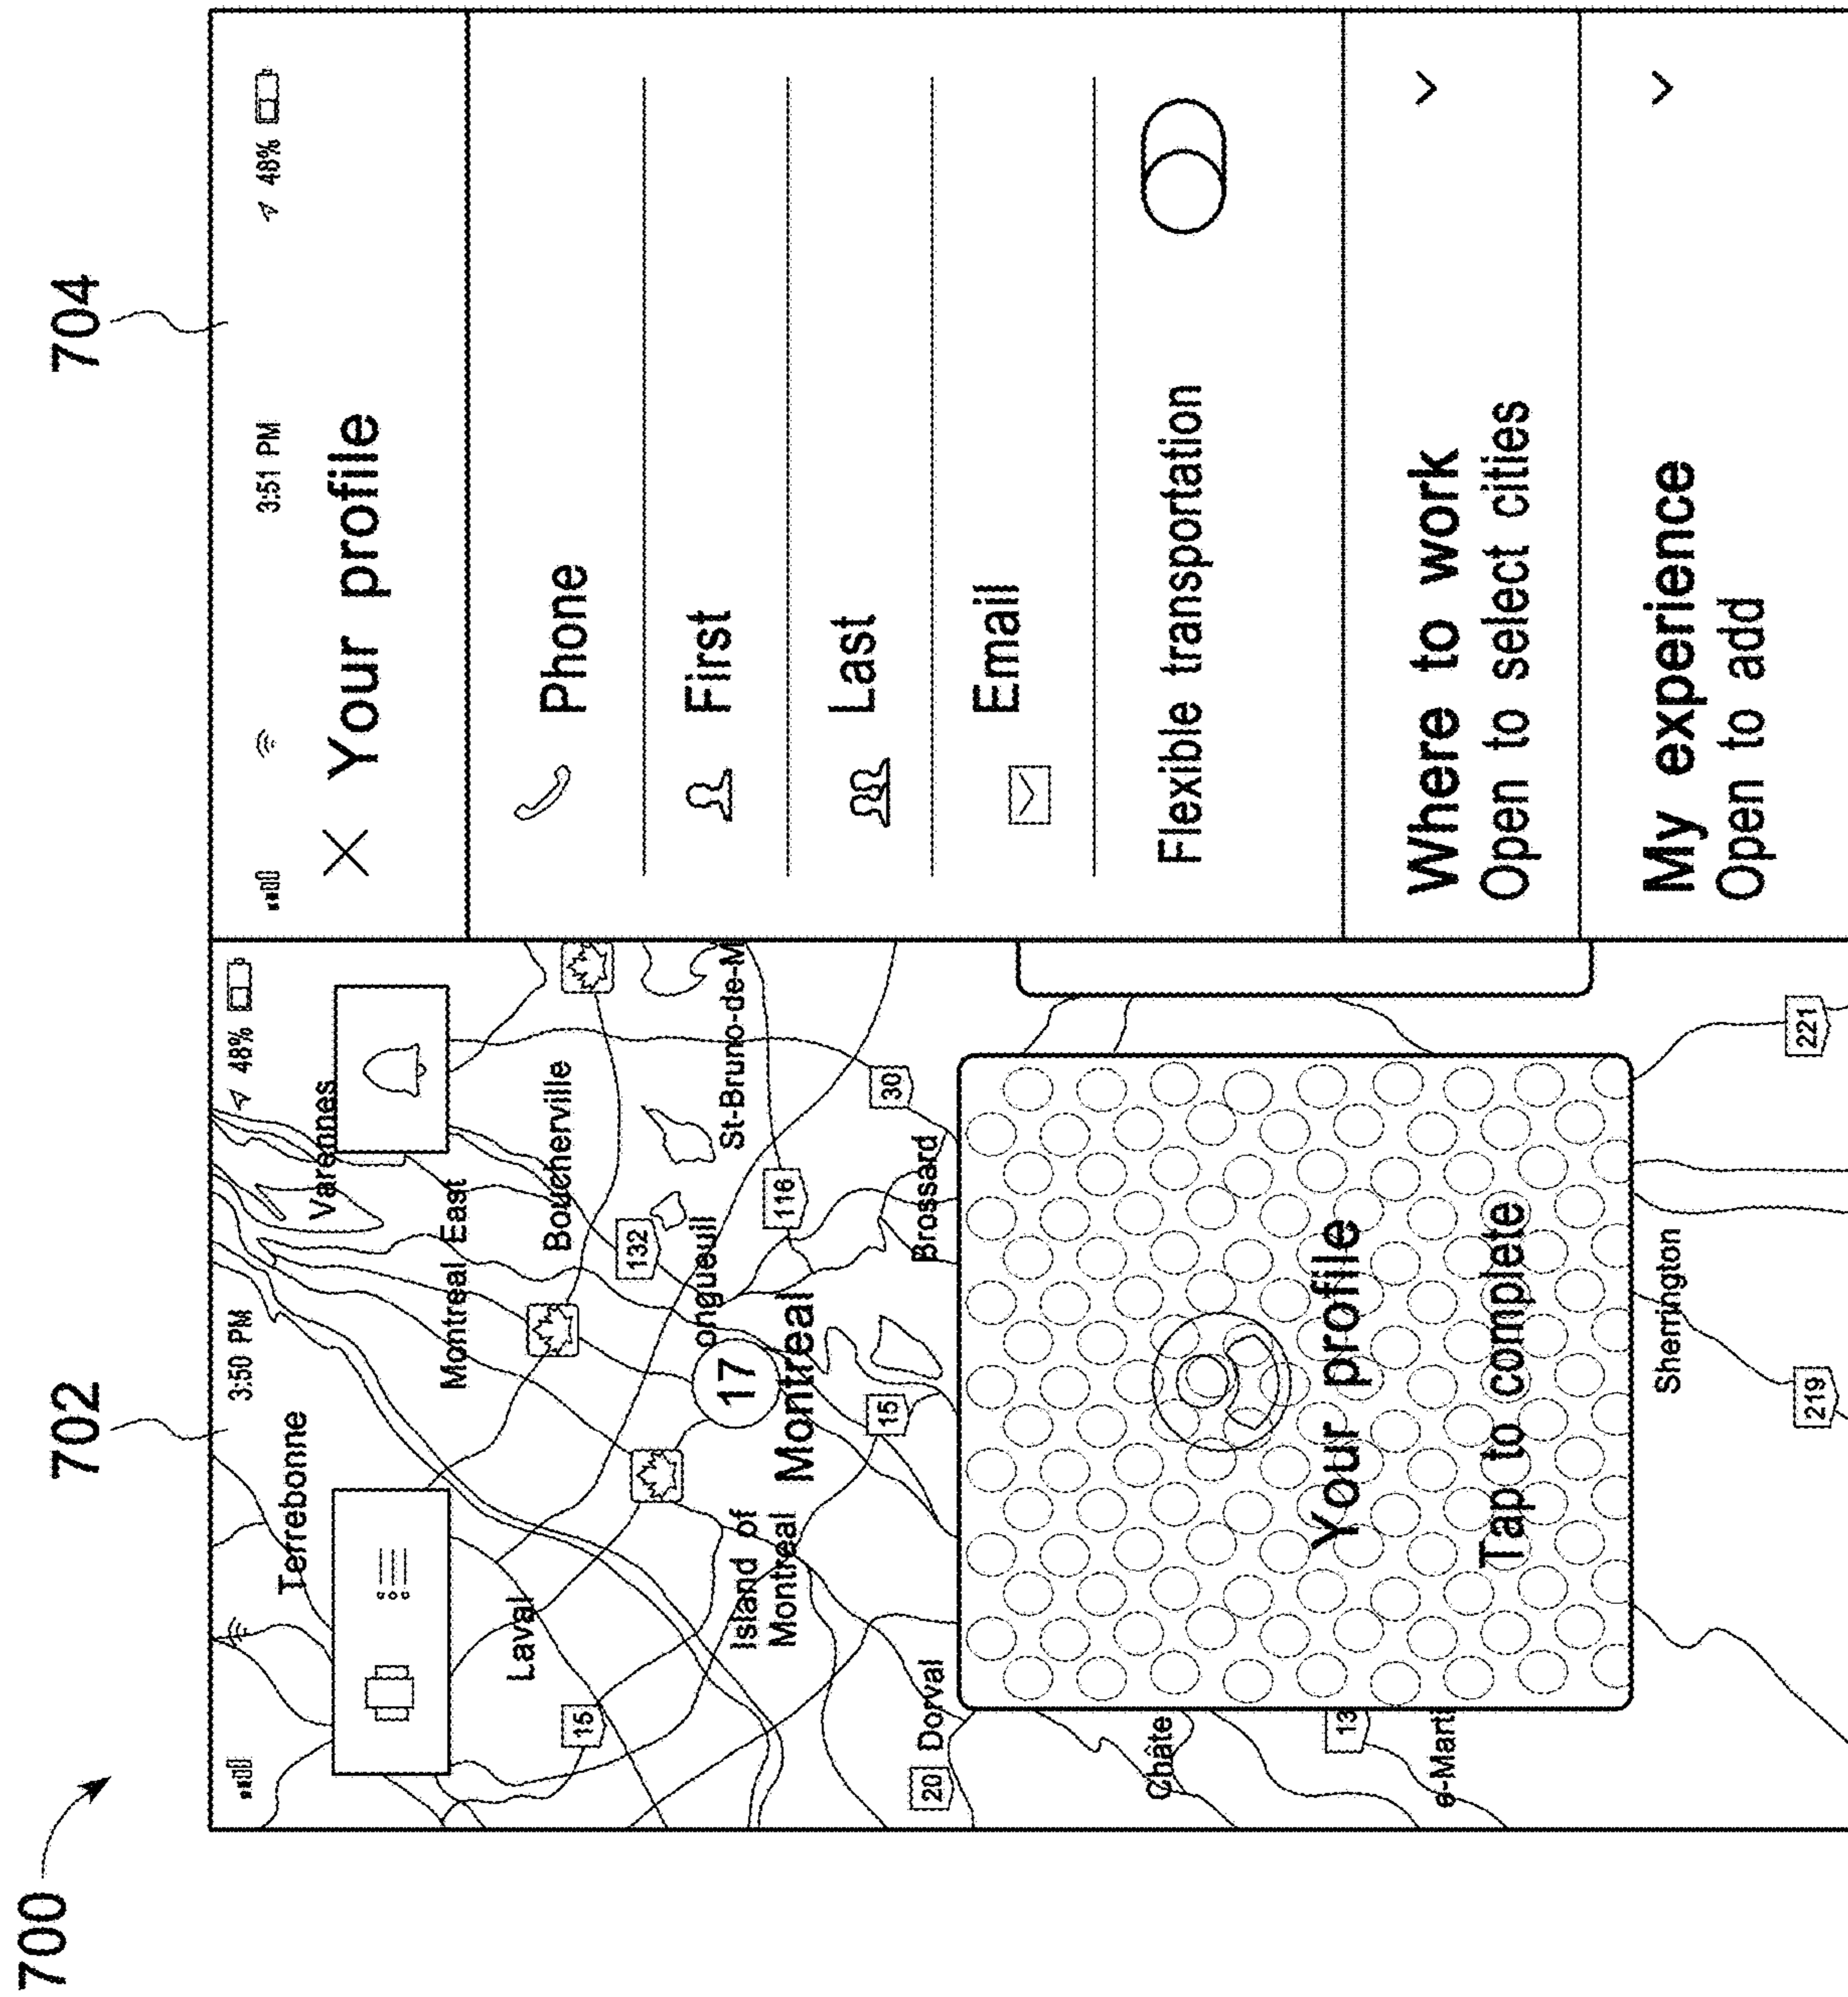 700
702
704
3:50 PM
48%
Terrebonne
Varennes
Montreal East
Laval
Boucherville
15
132
ongueuil
17
St-Bruno-de-M
Island of
Montreal
Montreal
116
15
30
20
Dorval
Brossard
Châte
13
e-Marti
Your profile
Tap to complete
Sherrington
219
221
3:51 PM
48%
Your profile
Phone
First
Last
Email
Flexible transportation
Where to work
Open to select cities
My experience
Open to add